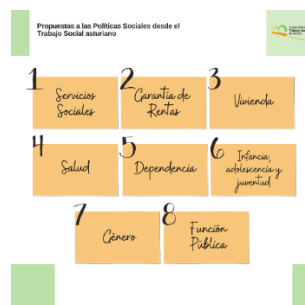 Propuestas a las Políticas Sociales desde el
Trabajo Social asturiano
1
Servicios
Sociales
2
Garantía de
Rentas
3
Vivienda
4
Salud
5
Dependencia
6
Infancia,
adolescencia y
juventud
7
Género
8
Función
Pública